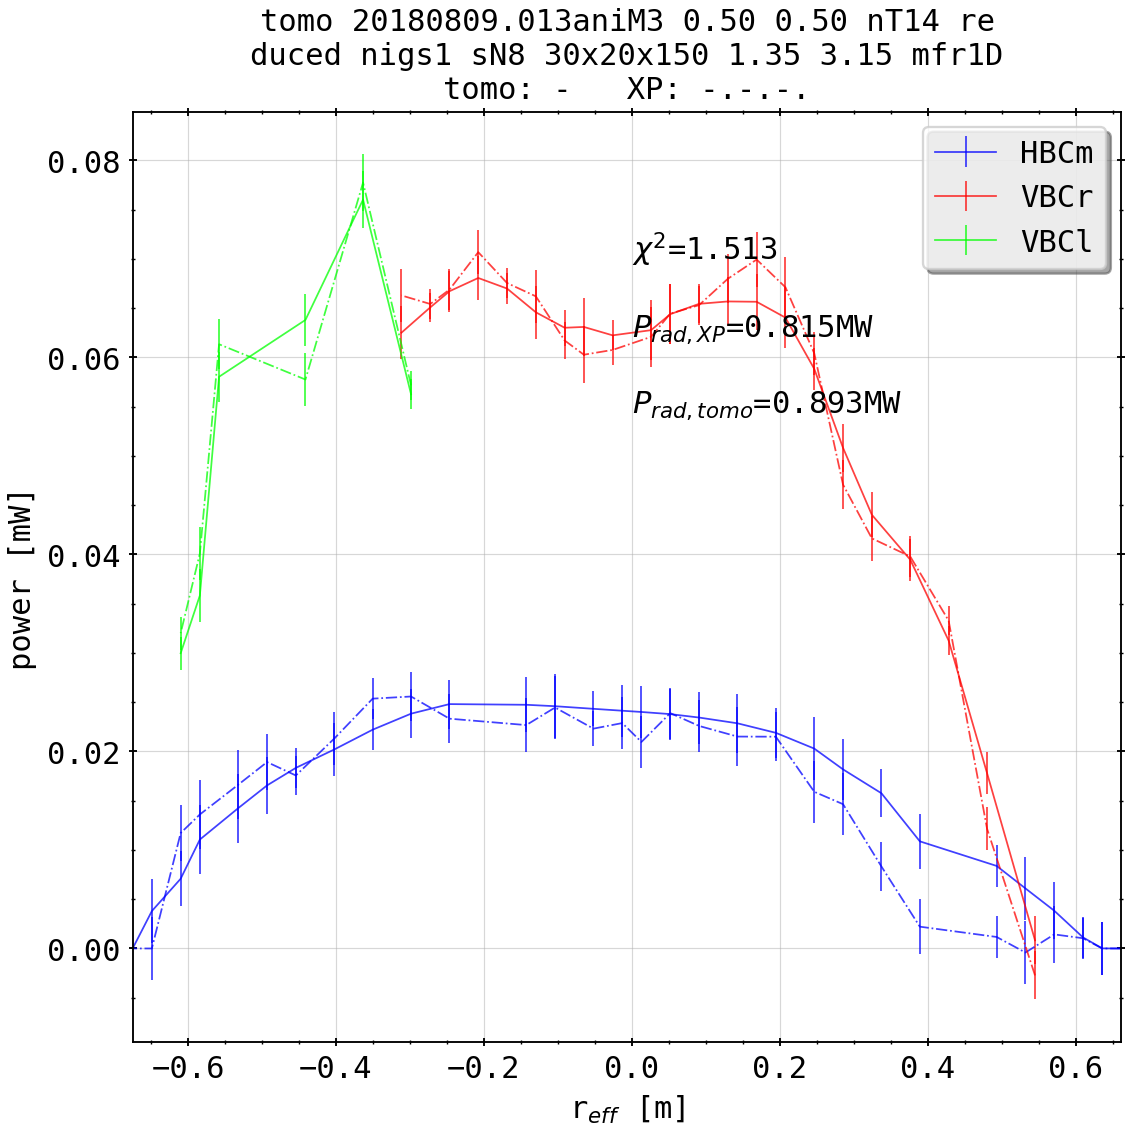 tomo 20180809.013aniM3 0.50 0.50 nT14 re
duced nigs1 sN8 30x20x150 1.35 3.15 mfr1D
tomo: -   XP: -.-.-.
HBCm
VBCr
VBCl
χ²=1.513
P_rad,XP=0.815MW
P_rad,tomo=0.893MW
power [mW]
0.08
0.06
0.04
0.02
0.00
−0.6 −0.4 −0.2 0.0 0.2 0.4 0.6
r_eff [m]